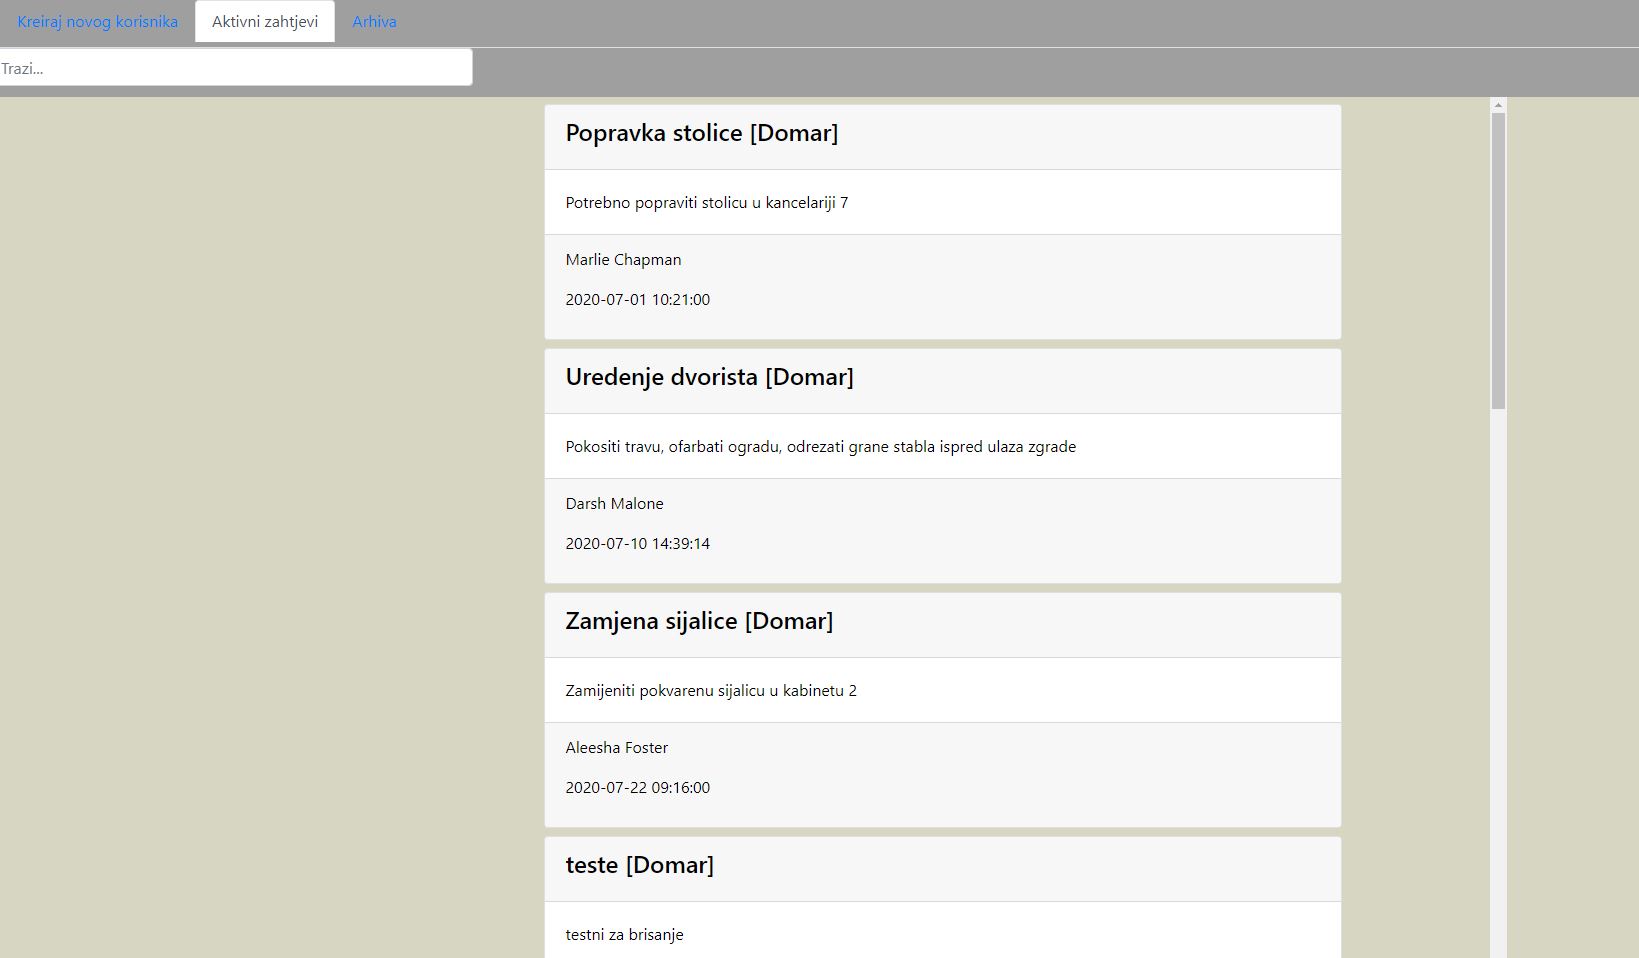 Kreiraj novog korisnika Aktivni zahtjevi Arhiva
Trazi...
Popravka stolice [Domar]
Potrebno popraviti stolicu u kancelariji 7
Marlie Chapman
2020-07-01 10:21:00
Uredenje dvorista [Domar]
Pokositi travu, ofarbati ogradu, odrezati grane stabla ispred ulaza zgrade
Darsh Malone
2020-07-10 14:39:14
Zamjena sijalice [Domar]
Zamijeniti pokvarenu sijalicu u kabinetu 2
Aleesha Foster
2020-07-22 09:16:00
teste [Domar]
testni za brisanje